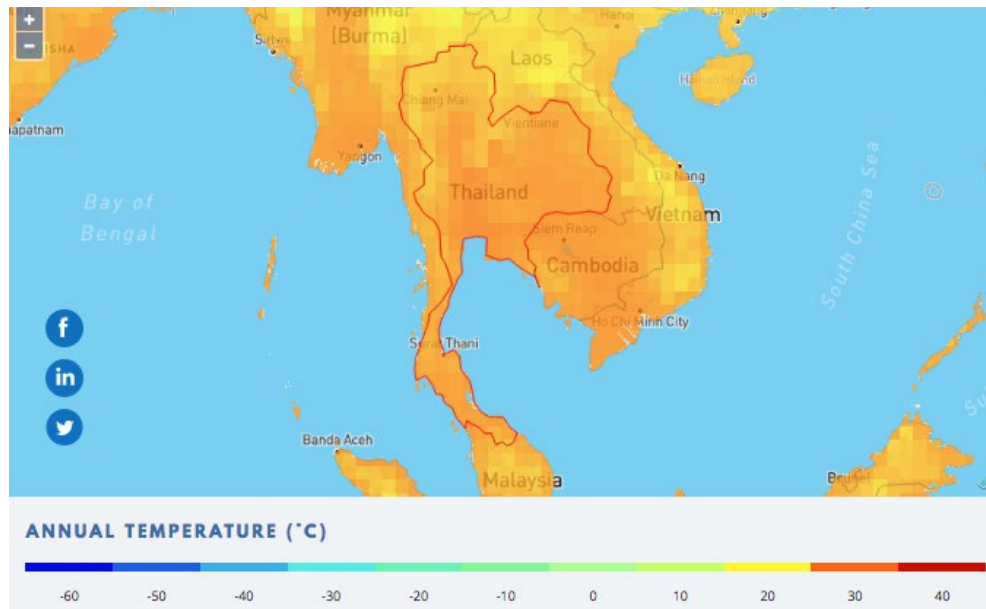 +
Myanmar
(Burma)
Hanoi
−
Laos
Hainan Island
Chiang Mai
Vientiane
apatnam
Yangon
Da Nang
Thailand
Bay of
Bengal
Vietnam
Siem Reap
Cambodia
South China Sea
f
Ho Chi Minh City
Surat Thani
in
Banda Aceh
Malaysia
ANNUAL TEMPERATURE (°C)
-60 -50 -40 -30 -20 -10 0 10 20 30 40